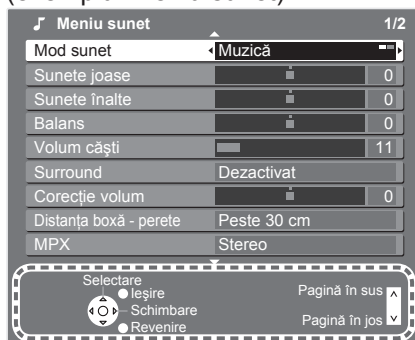 Meniu sunet 1/2
Mod sunet Muzică
Sunete joase 0
Sunete înalte 0
Balans 0
Volum căşti 11
Surround Dezactivat
Corecţie volum 0
Distanţa boxă - perete Peste 30 cm
MPX Stereo
Selectare
Ieşire
Schimbare
Revenire
Pagină în sus
Pagină în jos